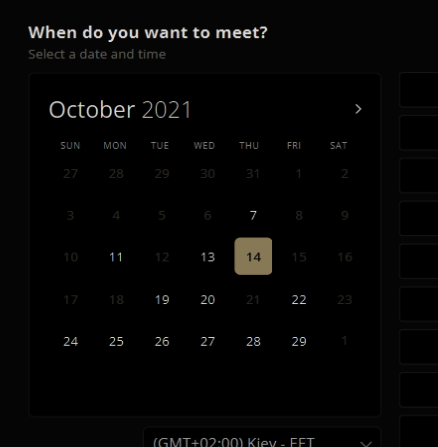 When do you want to meet?
Select a date and time
October 2021 >
SUN MON TUE WED THU FRI SAT
27 28 29 30 31 1 2
3 4 5 6 7 8 9
10 11 12 13 14 15 16
17 18 19 20 21 22 23
24 25 26 27 28 29 1
(GMT+02:00) Kiev - EET